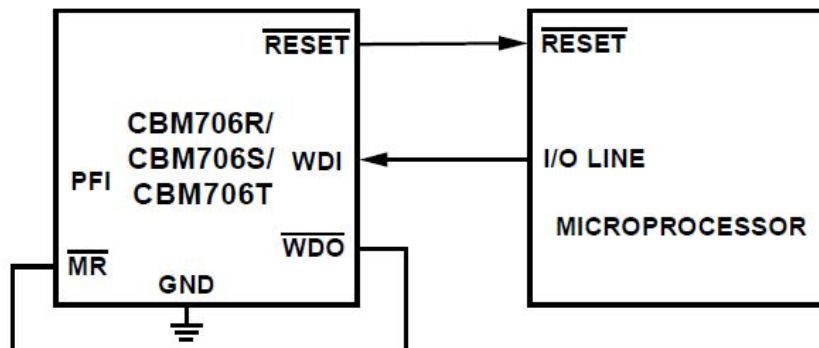 RESET
RESET
CBM706R/
CBM706S/
CBM706T
PFI
WDI
I/O LINE
MICROPROCESSOR
MR
WDO
GND